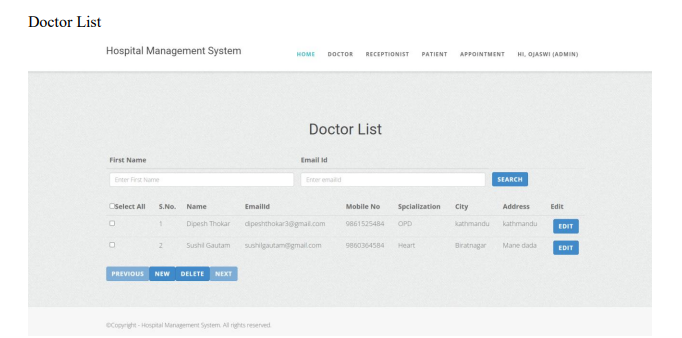 Doctor List
Hospital Management System HOME DOCTOR RECEPTIONIST PATIENT APPOINTMENT HI, OJASWI (ADMIN)
Doctor List
First Name Email Id
Enter First Name Enter emailid SEARCH
Select All S.No. Name EmailId Mobile No Spcialization City Address Edit
1 Dipesh Thokar dipeshthokar3@gmail.com 9861525484 OPD kathmandu kathmandu EDIT
2 Sushil Gautam sushilgautam@gmail.com 9860364584 Heart Biratnagar Mane dada EDIT
PREVIOUS NEW DELETE NEXT
©Copyright - Hospital Management System. All rights reserved.